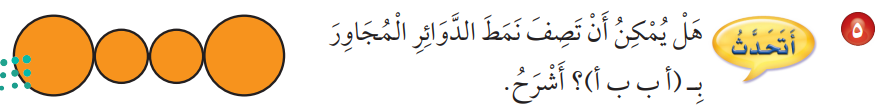 ٥
أَتَحَدَّثُ
هَلْ يُمْكِنُ أَنْ تَصِفَ نَمَطَ الدَّوَائِرِ الْمُجَاوِرَ
بِـ (أ ب ب أ)؟ أَشْرَحُ.